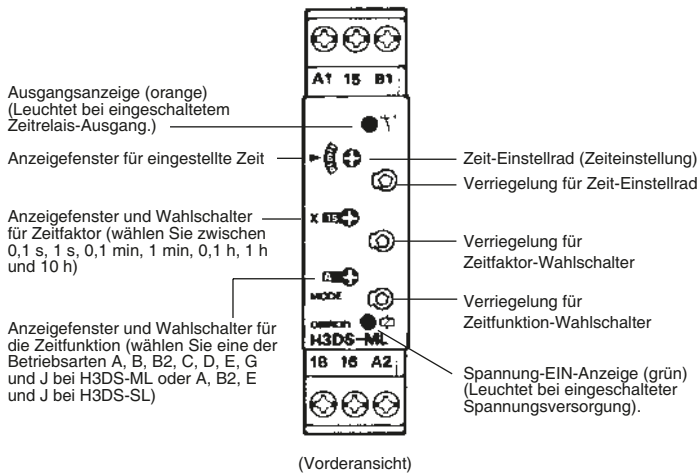 A1 15 B1
Ausgangsanzeige (orange)
(Leuchtet bei eingeschaltetem
Zeitrelais-Ausgang.)
Anzeigefenster für eingestellte Zeit
Zeit-Einstellrad (Zeiteinstellung)
Verriegelung für Zeit-Einstellrad
Anzeigefenster und Wahlschalter
für Zeitfaktor (wählen Sie zwischen
0,1 s, 1 s, 0,1 min, 1 min, 0,1 h, 1 h
und 10 h)
X 1S
Verriegelung für
Zeitfaktor-Wahlschalter
A
MODE
Verriegelung für
Zeitfunktion-Wahlschalter
Anzeigefenster und Wahlschalter für
die Zeitfunktion (wählen Sie eine der
Betriebsarten A, B, B2, C, D, E, G
und J bei H3DS-ML oder A, B2, E
und J bei H3DS-SL)
omron
H3DS-ML
18 16 A2
Spannung-EIN-Anzeige (grün)
(Leuchtet bei eingeschalteter
Spannungsversorgung).
(Vorderansicht)